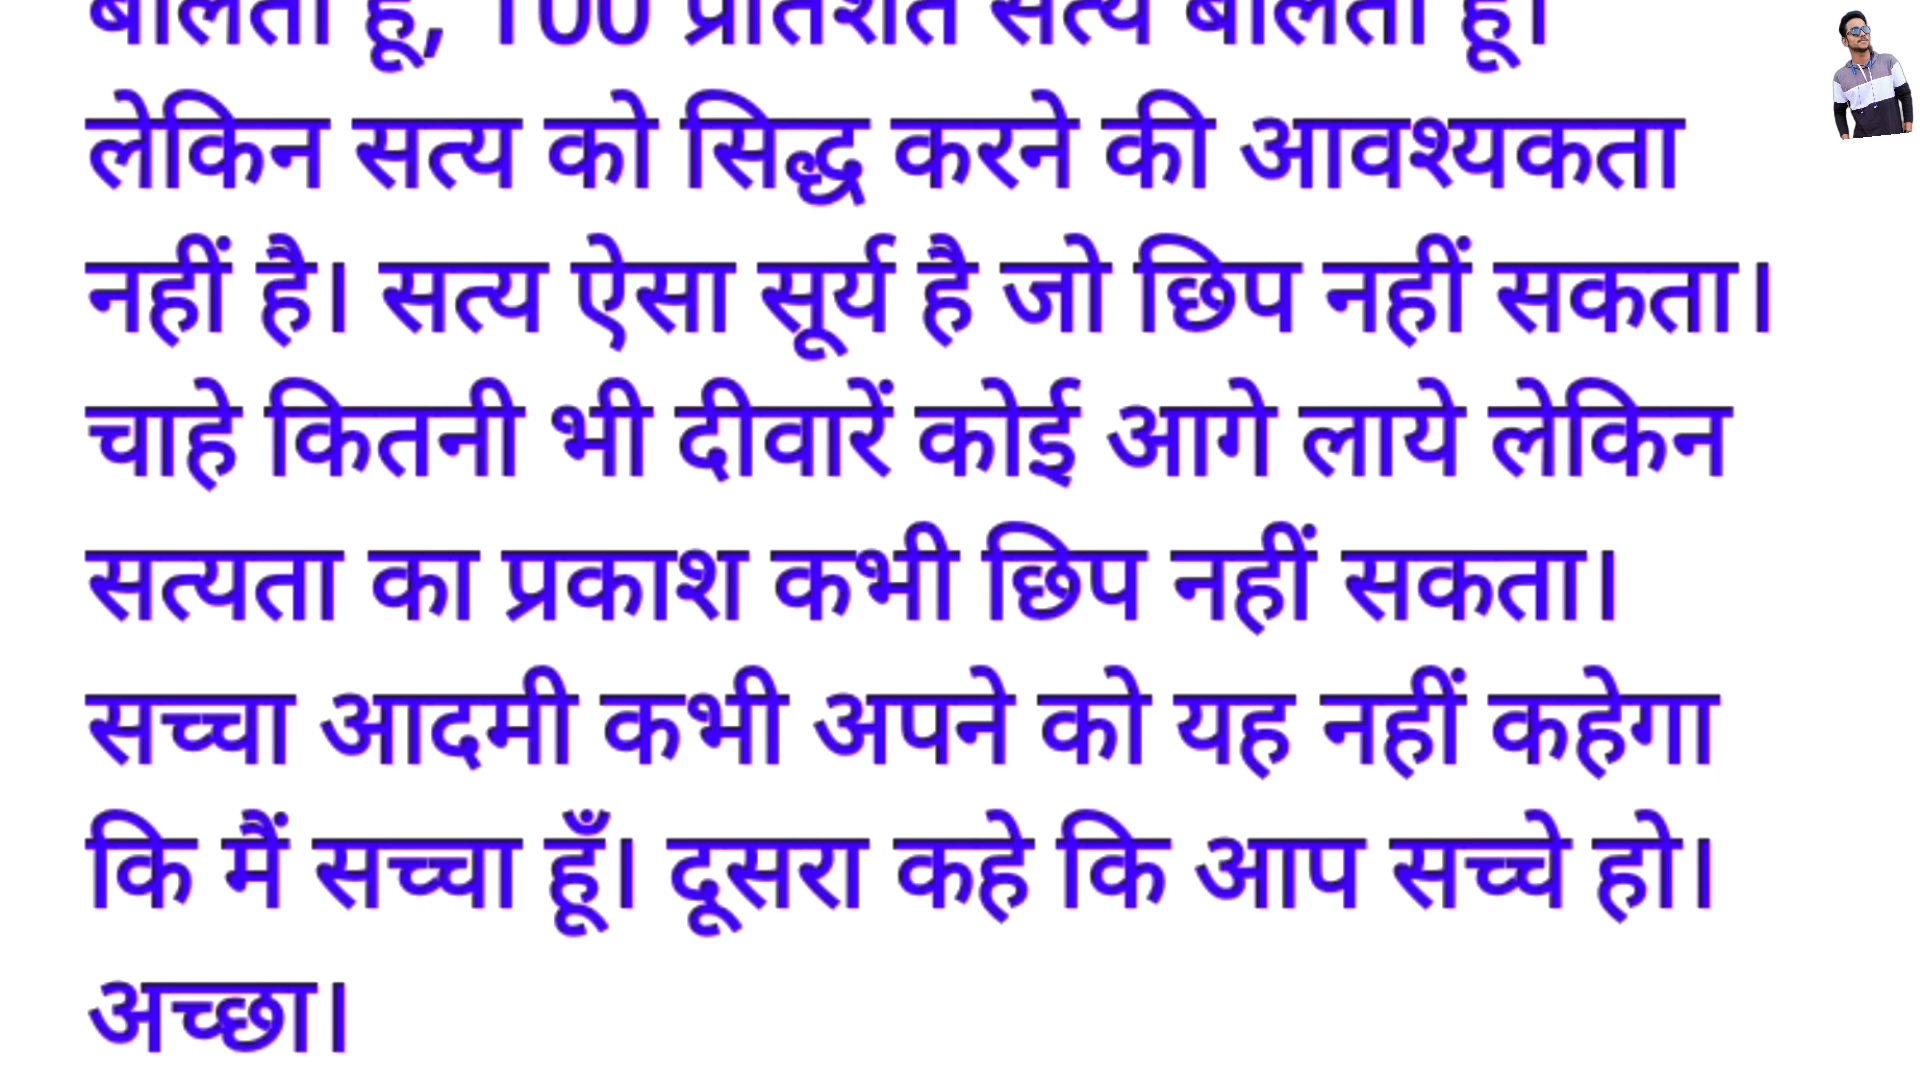 बोलता हूँ, 100 प्रतिशत सत्य बोलता हूँ।
लेकिन सत्य को सिद्ध करने की आवश्यकता
नहीं है। सत्य ऐसा सूर्य है जो छिप नहीं सकता।
चाहे कितनी भी दीवारें कोई आगे लाये लेकिन
सत्यता का प्रकाश कभी छिप नहीं सकता।
सच्चा आदमी कभी अपने को यह नहीं कहेगा
कि मैं सच्चा हूँ। दूसरा कहे कि आप सच्चे हो।
अच्छा।